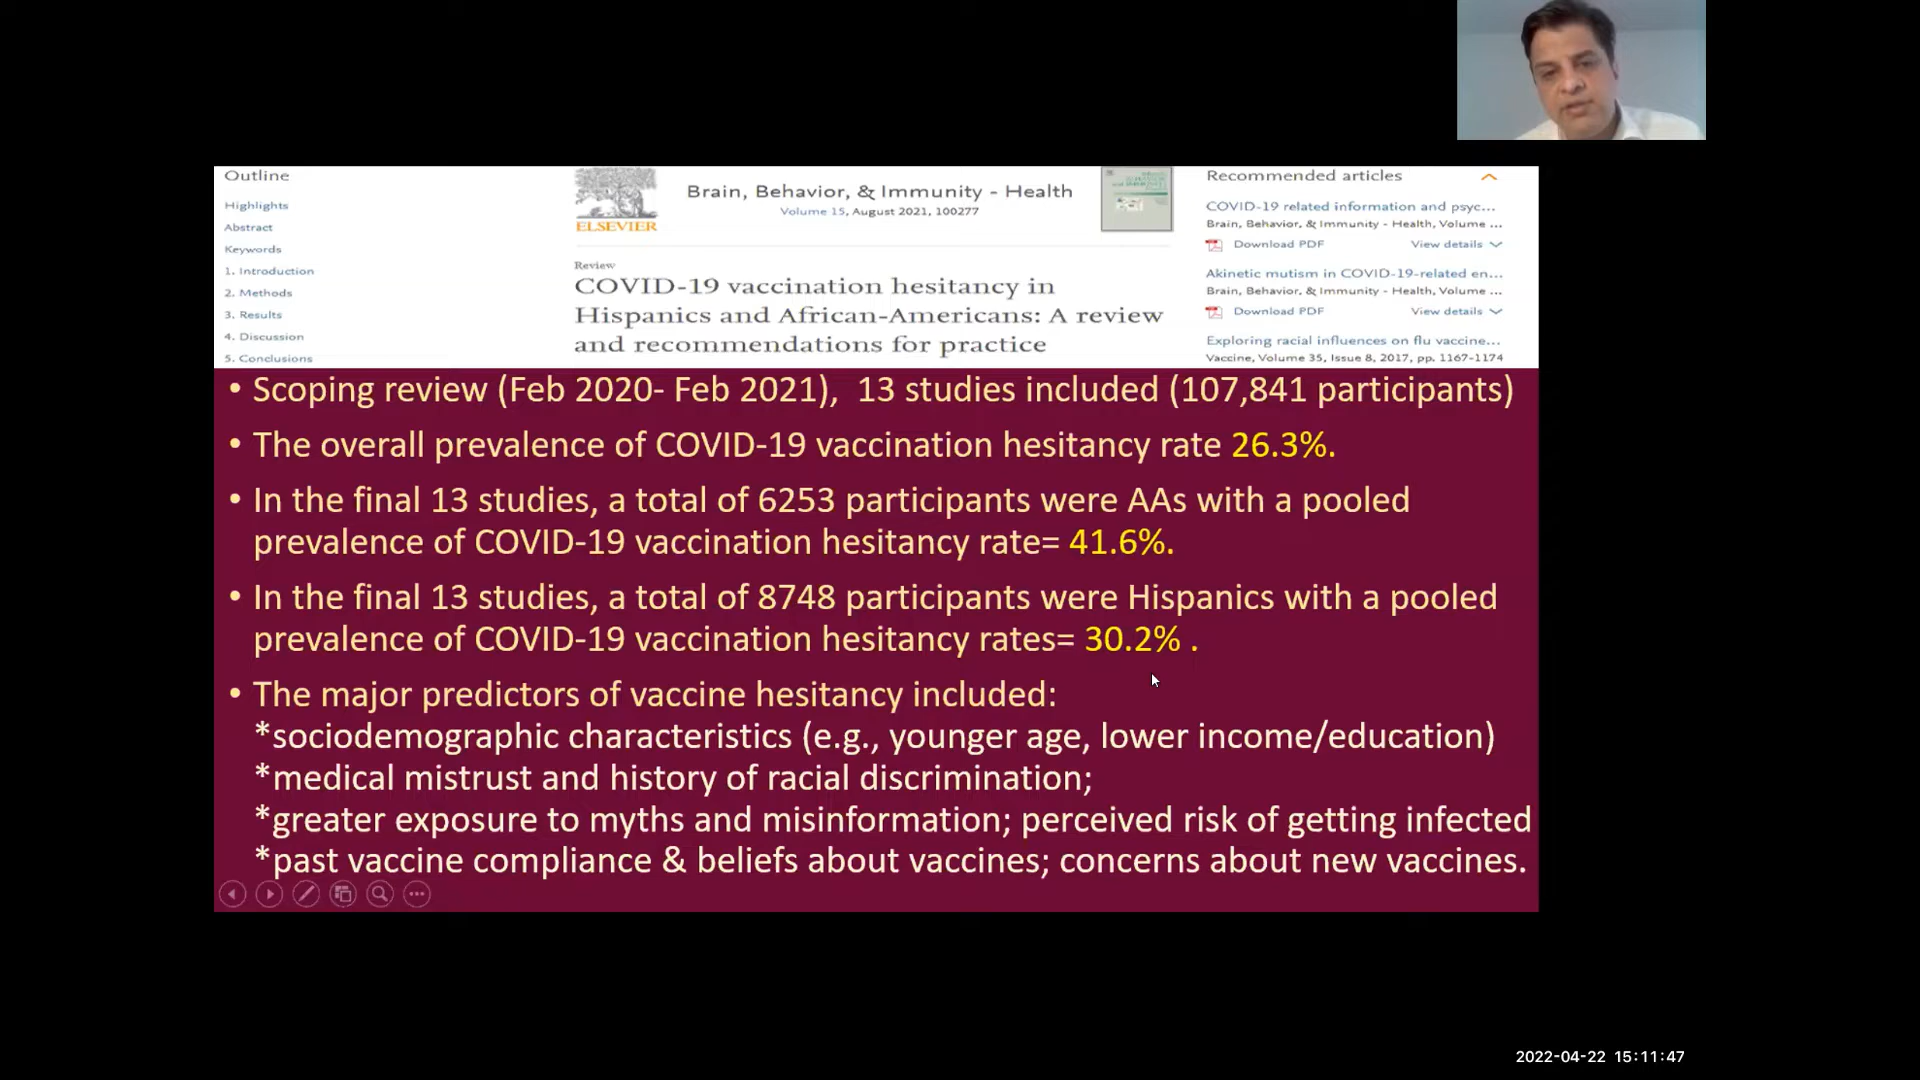 Outline
Highlights
Abstract
Keywords
1. Introduction
2. Methods
3. Results
4. Discussion
5. Conclusions
ELSEVIER
Brain, Behavior, & Immunity - Health
Volume 15, August 2021, 100277
Review
COVID-19 vaccination hesitancy in
Hispanics and African-Americans: A review
and recommendations for practice
Recommended articles
COVID-19 related information and psyc...
Brain, Behavior, & Immunity - Health, Volume ...
Download PDF View details
Akinetic mutism in COVID-19-related en...
Brain, Behavior, & Immunity - Health, Volume ...
Download PDF View details
Exploring racial influences on flu vaccine...
Vaccine, Volume 35, Issue 8, 2017, pp. 1167-1174
• Scoping review (Feb 2020- Feb 2021), 13 studies included (107,841 participants)
• The overall prevalence of COVID-19 vaccination hesitancy rate 26.3%.
• In the final 13 studies, a total of 6253 participants were AAs with a pooled
prevalence of COVID-19 vaccination hesitancy rate= 41.6%.
• In the final 13 studies, a total of 8748 participants were Hispanics with a pooled
prevalence of COVID-19 vaccination hesitancy rates= 30.2% .
• The major predictors of vaccine hesitancy included:
*sociodemographic characteristics (e.g., younger age, lower income/education)
*medical mistrust and history of racial discrimination;
*greater exposure to myths and misinformation; perceived risk of getting infected
*past vaccine compliance & beliefs about vaccines; concerns about new vaccines.
2022-04-22 15:11:47